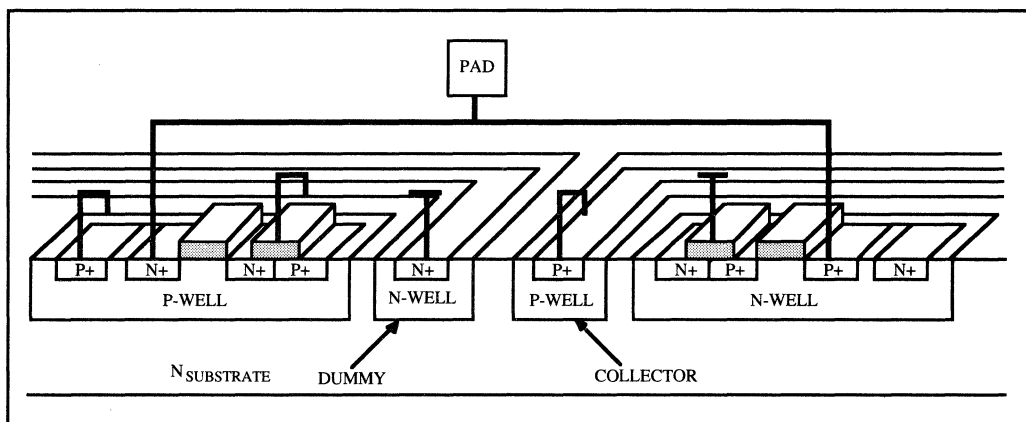 PAD
P+ N+ N+ P+ N+ P+ N+ P+ P+ N+
P-WELL N-WELL P-WELL N-WELL
NSUBSTRATE DUMMY COLLECTOR